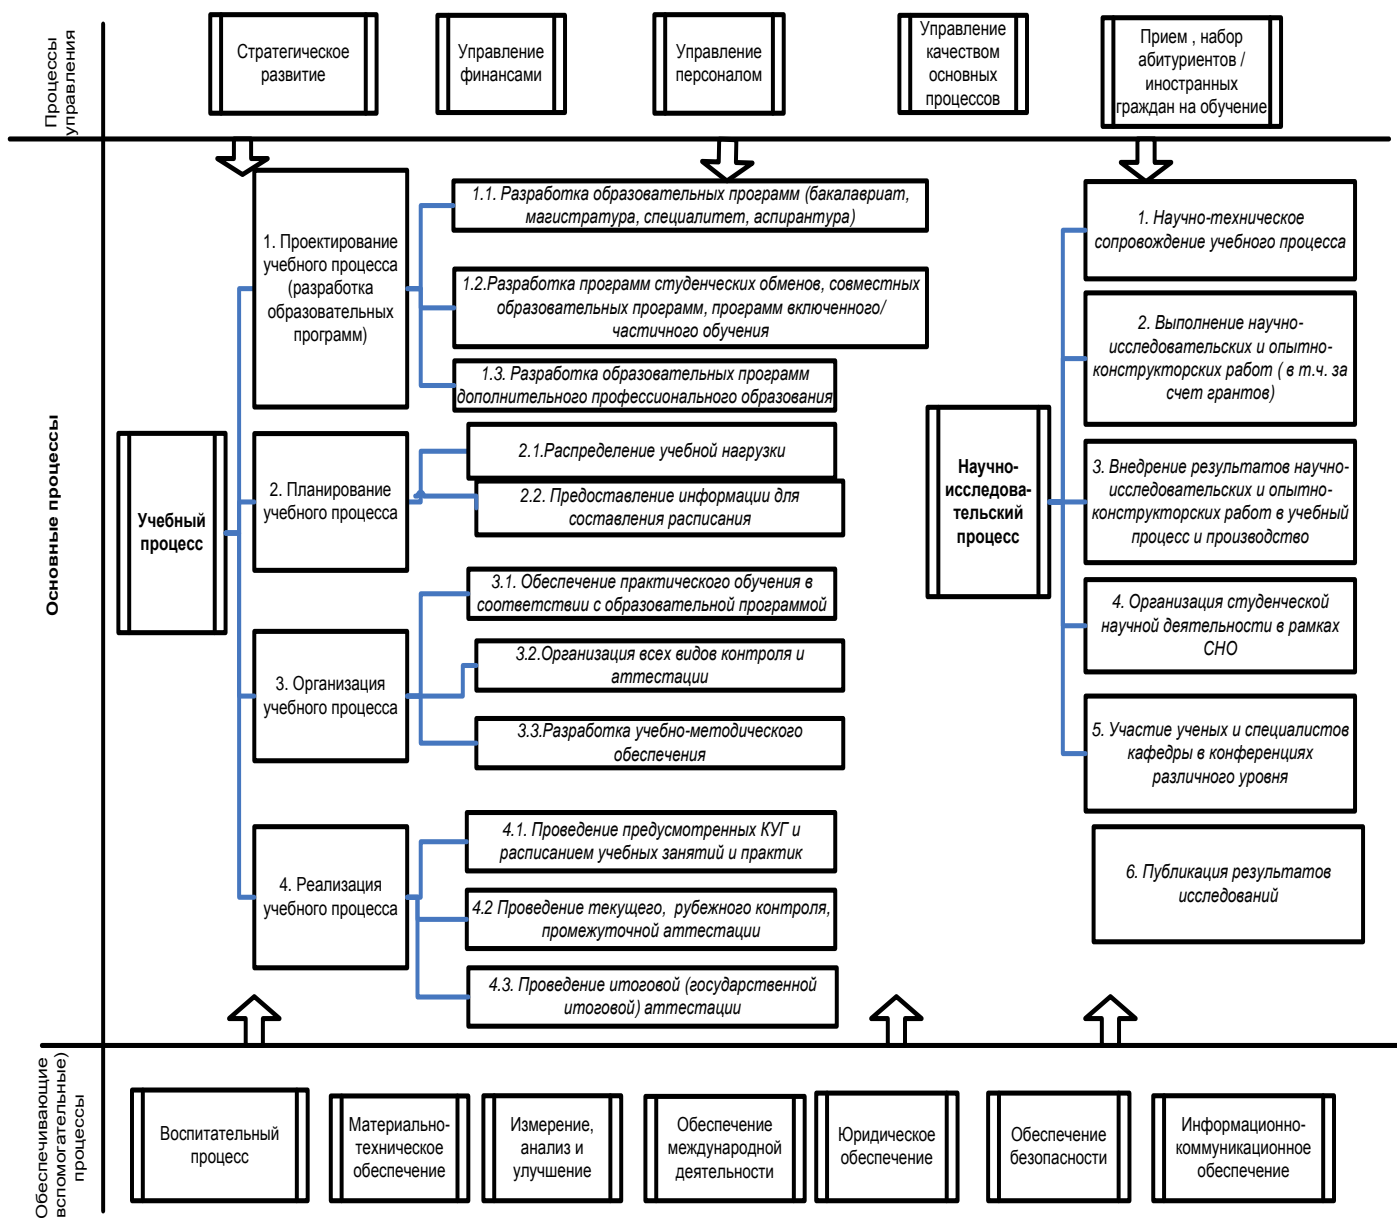 Процессы
управления
Стратегическое
развитие
Управление
финансами
Управление
персоналом
Управление
качеством
основных
процессов
Прием , набор
абитуриентов /
иностранных
граждан на обучение
Основные процессы
Учебный
процесс
1. Проектирование
учебного процесса
(разработка
образовательных
программ)
1.1. Разработка образовательных программ (бакалавриат,
магистратура, специалитет, аспирантура)
1.2.Разработка программ студенческих обменов, совместных
образовательных программ, программ включенного/
частичного обучения
1.3. Разработка образовательных программ
дополнительного профессионального образования
2. Планирование
учебного процесса
2.1.Распределение учебной нагрузки
2.2. Предоставление информации для
составления расписания
3. Организация
учебного процесса
3.1. Обеспечение практического обучения в
соответствии с образовательной программой
3.2.Организация всех видов контроля и
аттестации
3.3.Разработка учебно-методического
обеспечения
4. Реализация
учебного процесса
4.1. Проведение предусмотренных КУГ и
расписанием учебных занятий и практик
4.2 Проведение текущего, рубежного контроля,
промежуточной аттестации
4.3. Проведение итоговой (государственной
итоговой) аттестации
Научно-
исследова-
тельский
процесс
1. Научно-техническое
сопровождение учебного процесса
2. Выполнение научно-
исследовательских и опытно-
конструкторских работ ( в т.ч. за
счет грантов)
3. Внедрение результатов научно-
исследовательских и опытно-
конструкторских работ в учебный
процесс и производство
4. Организация студенческой
научной деятельности в рамках
СНО
5. Участие ученых и специалистов
кафедры в конференциях
различного уровня
6. Публикация результатов
исследований
Обеспечивающие
вспомогательные)
процессы
Воспитательный
процесс
Материально-
техническое
обеспечение
Измерение,
анализ и
улучшение
Обеспечение
международной
деятельности
Юридическое
обеспечение
Обеспечение
безопасности
Информационно-
коммуникационное
обеспечение